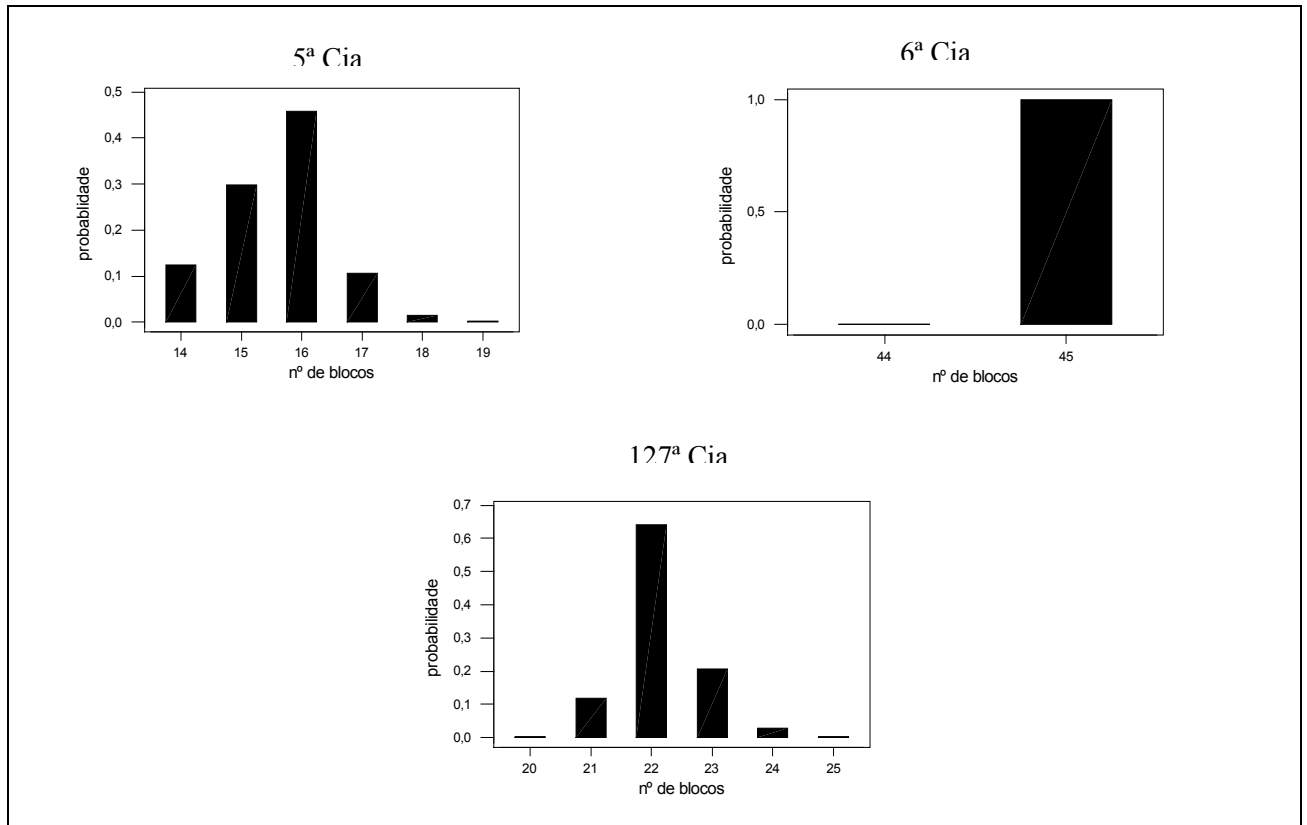 5ª Cia
0,5
0,4
0,3
0,2
0,1
0,0
probablidade
14 15 16 17 18 19
nº de blocos
6ª Cia
1,0
0,5
0,0
probabilidade
44 45
nº de blocos
127ª Cia
0,7
0,6
0,5
0,4
0,3
0,2
0,1
0,0
probabilidade
20 21 22 23 24 25
nº de blocos